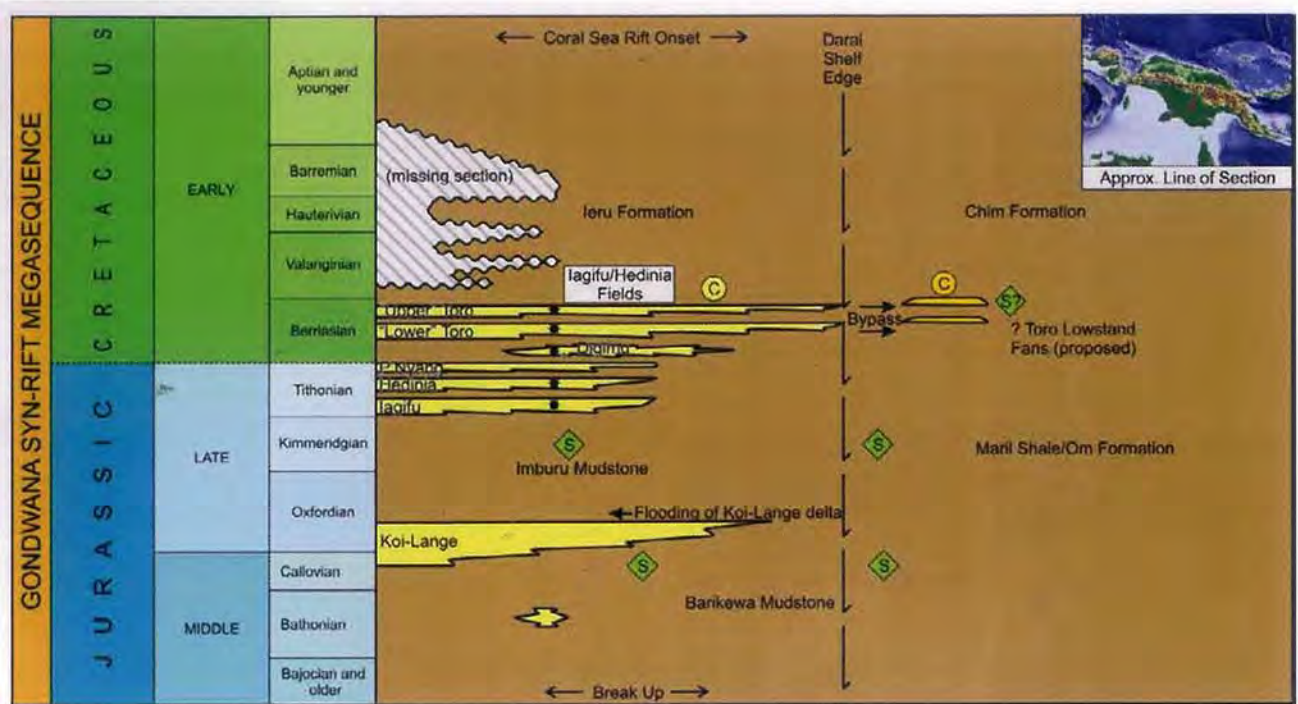 GONDWANA SYN-RIFT MEGASEQUENCE
CRETACEOUS
JURASSIC
EARLY
LATE
MIDDLE
Aptian and
younger
Barremian
Hauterivian
Valanginian
Berriasian
Tithonian
Kimmeridgian
Oxfordian
Callovian
Bathonian
Bajocian and
older
Coral Sea Rift Onset
Darai
Shelf
Edge
Approx. Line of Section
(missing section)
Ieru Formation
Chim Formation
Iagifu/Hedinia
Fields
C
C
S?
"Upper" Toro
"Lower" Toro
Bypass
? Toro Lowstand
Fans (proposed)
"Digimu"
P'Nyang
Hedinia
Iagifu
S
S
Imburu Mudstone
Maril Shale/Om Formation
Flooding of Koi-Lange delta
Koi-Lange
S
S
Barikewa Mudstone
Break Up